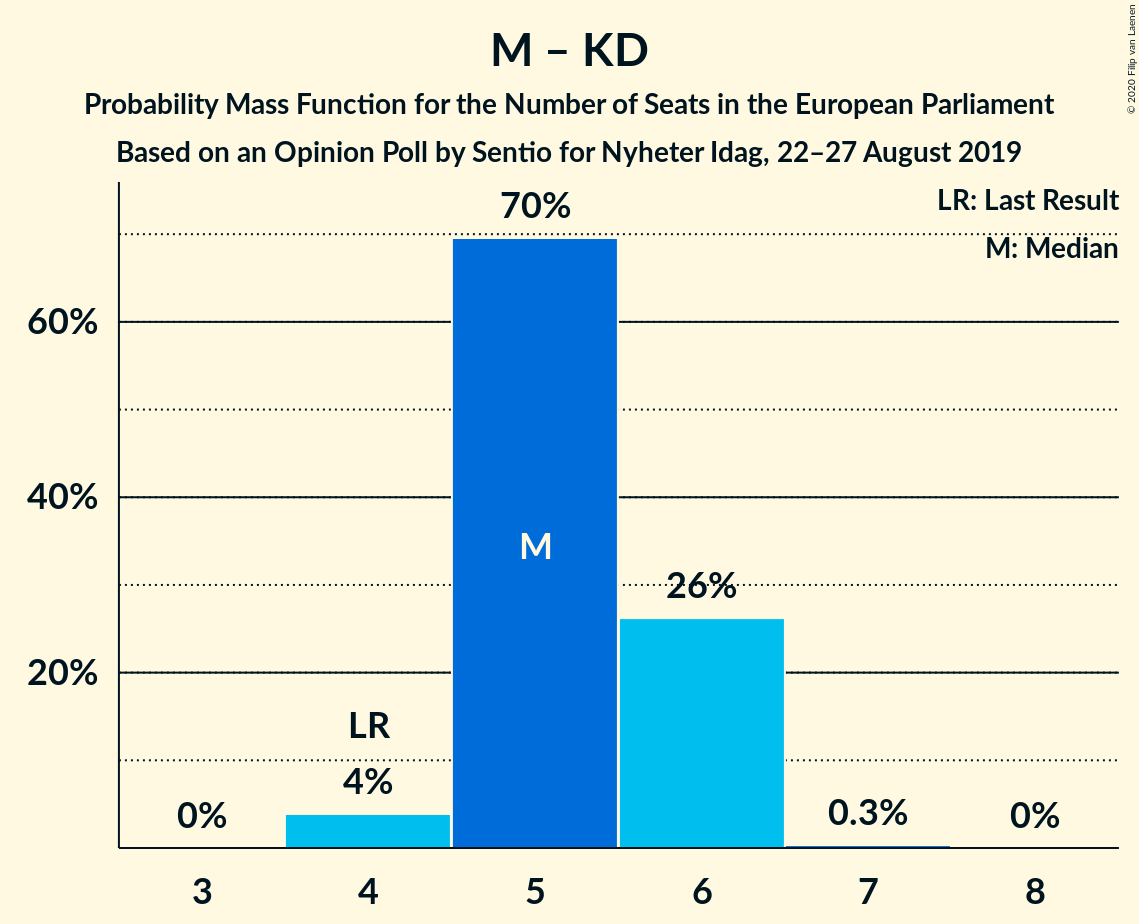 M – KD
Probability Mass Function for the Number of Seats in the European Parliament
Based on an Opinion Poll by Sentio for Nyheter Idag, 22–27 August 2019
© 2020 Filip van Laenen
LR: Last Result
M: Median
70%
60%
40%
M
26%
20%
LR
4%
0%
0.3%
0%
3 4 5 6 7 8